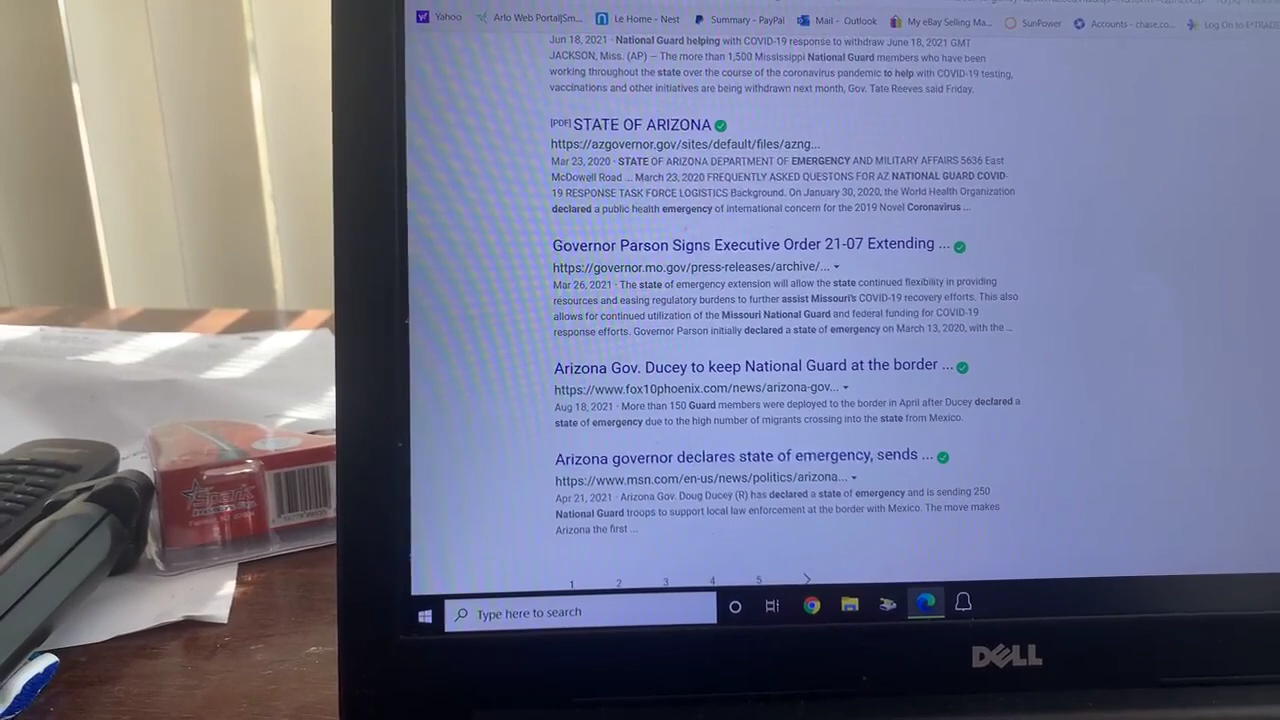 Yahoo
Arlo Web Portal|Sm...
Le Home - Nest
Summary - PayPal
Mail - Outlook
My eBay Selling Ma...
SunPower
Accounts - chase.co...
Log On to E*TRADE
Jun 18, 2021 · National Guard helping with COVID-19 response to withdraw June 18, 2021 GMT
JACKSON, Miss. (AP) — The more than 1,500 Mississippi National Guard members who have been
working throughout the state over the course of the coronavirus pandemic to help with COVID-19 testing,
vaccinations and other initiatives are being withdrawn next month, Gov. Tate Reeves said Friday.
[PDF] STATE OF ARIZONA
https://azgovernor.gov/sites/default/files/azng...
Mar 23, 2020 · STATE OF ARIZONA DEPARTMENT OF EMERGENCY AND MILITARY AFFAIRS 5636 East
McDowell Road ... March 23, 2020 FREQUENTLY ASKED QUESTONS FOR AZ NATIONAL GUARD COVID-
19 RESPONSE TASK FORCE LOGISTICS Background. On January 30, 2020, the World Health Organization
declared a public health emergency of international concern for the 2019 Novel Coronavirus ...
Governor Parson Signs Executive Order 21-07 Extending ...
https://governor.mo.gov/press-releases/archive/...
Mar 26, 2021 · The state of emergency extension will allow the state continued flexibility in providing
resources and easing regulatory burdens to further assist Missouri's COVID-19 recovery efforts. This also
allows for continued utilization of the Missouri National Guard and federal funding for COVID-19
response efforts. Governor Parson initially declared a state of emergency on March 13, 2020, with the ...
Arizona Gov. Ducey to keep National Guard at the border ...
https://www.fox10phoenix.com/news/arizona-gov...
Aug 18, 2021 · More than 150 Guard members were deployed to the border in April after Ducey declared a
state of emergency due to the high number of migrants crossing into the state from Mexico.
Arizona governor declares state of emergency, sends ...
https://www.msn.com/en-us/news/politics/arizona...
Apr 21, 2021 · Arizona Gov. Doug Ducey (R) has declared a state of emergency and is sending 250
National Guard troops to support local law enforcement at the border with Mexico. The move makes
Arizona the first ...
1 2 3 4 5
Type here to search
DELL
Spark